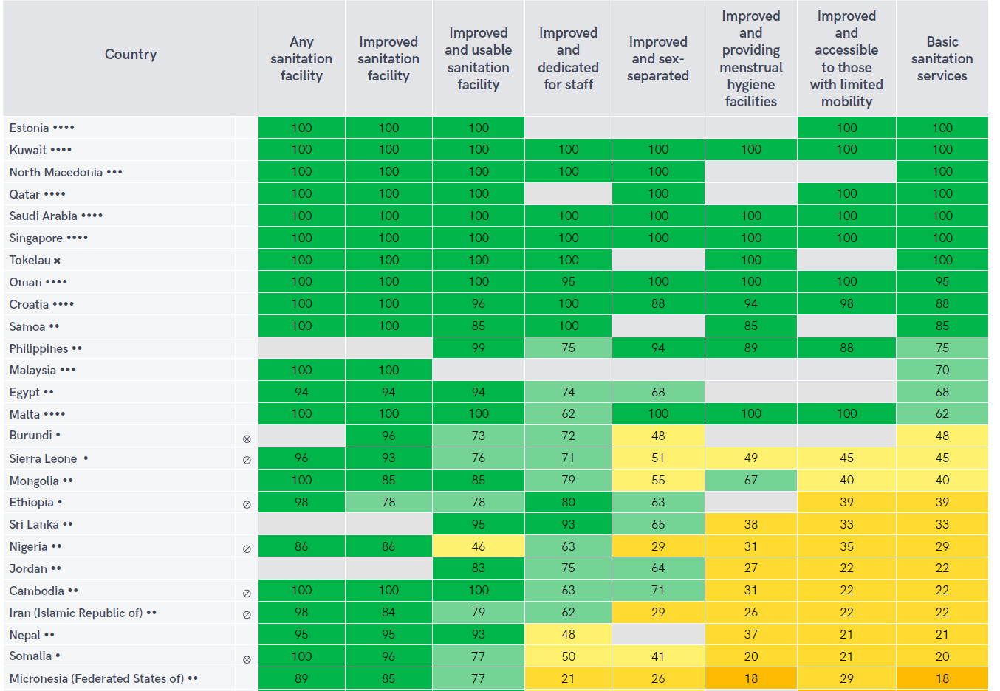 Country Any sanitation facility Improved sanitation facility Improved and usable sanitation facility Improved and dedicated for staff Improved and sex-separated Improved and providing menstrual hygiene facilities Improved and accessible to those with limited mobility Basic sanitation services
Estonia •••• 100 100 100 100 100
Kuwait •••• 100 100 100 100 100 100 100 100
North Macedonia ••• 100 100 100 100 100 100
Qatar •••• 100 100 100 100 100 100
Saudi Arabia •••• 100 100 100 100 100 100 100 100
Singapore •••• 100 100 100 100 100 100 100 100
Tokelau × 100 100 100 100 100 100
Oman •••• 100 100 100 95 100 100 100 95
Croatia •••• 100 100 96 100 88 94 98 88
Samoa •• 100 100 85 100 85 85
Philippines •• 99 75 94 89 88 75
Malaysia ••• 100 100 70
Egypt •• 94 94 94 74 68 68
Malta •••• 100 100 100 62 100 100 100 62
Burundi • ⊗ 96 73 72 48 48
Sierra Leone • ⊘ 96 93 76 71 51 49 45 45
Mongolia •• 100 85 85 79 55 67 40 40
Ethiopia • ⊘ 98 78 78 80 63 39 39
Sri Lanka •• 95 93 65 38 33 33
Nigeria •• ⊘ 86 86 46 63 29 31 35 29
Jordan •• 83 75 64 27 22 22
Cambodia •• ⊘ 100 100 100 63 71 31 22 22
Iran (Islamic Republic of) •• ⊘ 98 84 79 62 29 26 22 22
Nepal •• 95 95 93 48 37 21 21
Somalia • ⊗ 100 96 77 50 41 20 21 20
Micronesia (Federated States of) •• 89 85 77 21 26 18 29 18